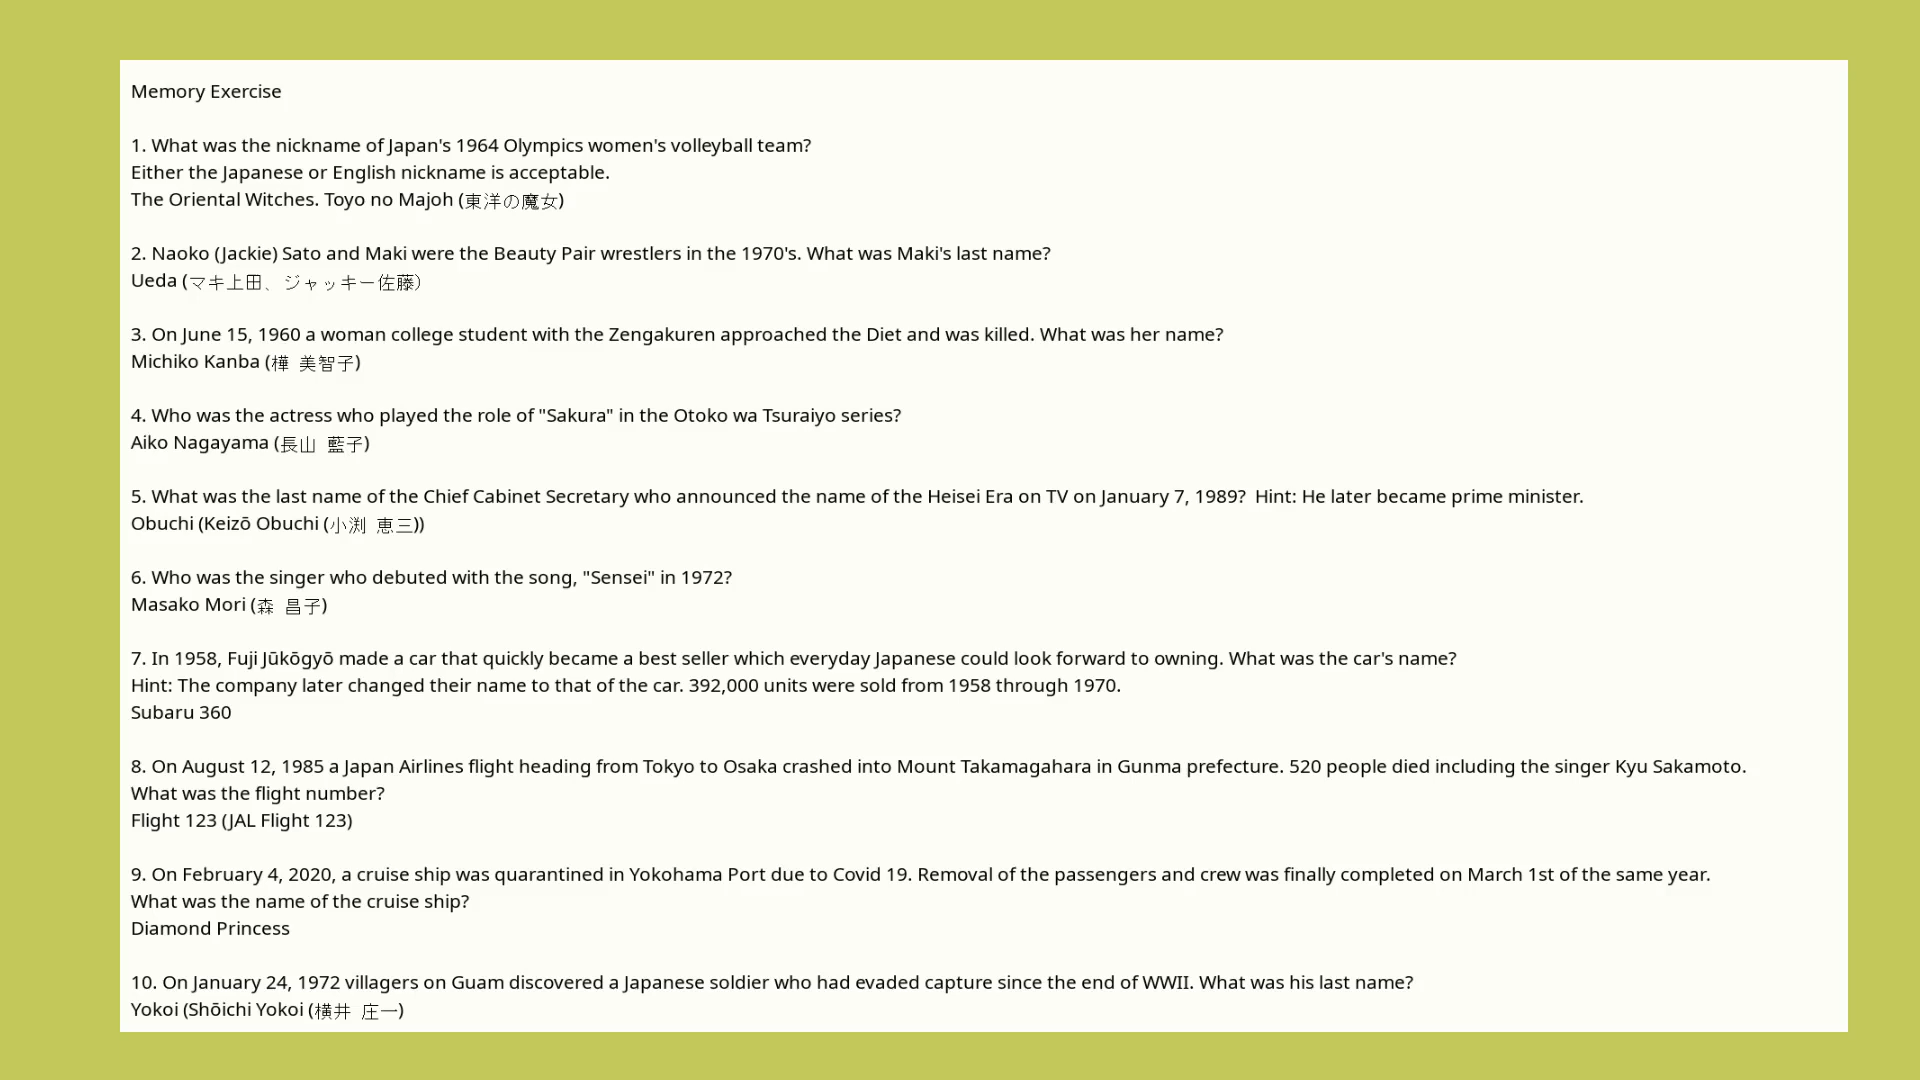 Memory Exercise
1. What was the nickname of Japan's 1964 Olympics women's volleyball team?
Either the Japanese or English nickname is acceptable.
The Oriental Witches. Toyo no Majoh (東洋の魔女)
2. Naoko (Jackie) Sato and Maki were the Beauty Pair wrestlers in the 1970's. What was Maki's last name?
Ueda (マキ上田、ジャッキー佐藤）
3. On June 15, 1960 a woman college student with the Zengakuren approached the Diet and was killed. What was her name?
Michiko Kanba (樺 美智子)
4. Who was the actress who played the role of "Sakura" in the Otoko wa Tsuraiyo series?
Aiko Nagayama (長山 藍子)
5. What was the last name of the Chief Cabinet Secretary who announced the name of the Heisei Era on TV on January 7, 1989?  Hint: He later became prime minister.
Obuchi (Keizō Obuchi (小渕 恵三))
6. Who was the singer who debuted with the song, "Sensei" in 1972?
Masako Mori (森 昌子)
7. In 1958, Fuji Jūkōgyō made a car that quickly became a best seller which everyday Japanese could look forward to owning. What was the car's name?
Hint: The company later changed their name to that of the car. 392,000 units were sold from 1958 through 1970.
Subaru 360
8. On August 12, 1985 a Japan Airlines flight heading from Tokyo to Osaka crashed into Mount Takamagahara in Gunma prefecture. 520 people died including the singer Kyu Sakamoto.
What was the flight number?
Flight 123 (JAL Flight 123)
9. On February 4, 2020, a cruise ship was quarantined in Yokohama Port due to Covid 19. Removal of the passengers and crew was finally completed on March 1st of the same year.
What was the name of the cruise ship?
Diamond Princess
10. On January 24, 1972 villagers on Guam discovered a Japanese soldier who had evaded capture since the end of WWII. What was his last name?
Yokoi (Shōichi Yokoi (横井 庄一)